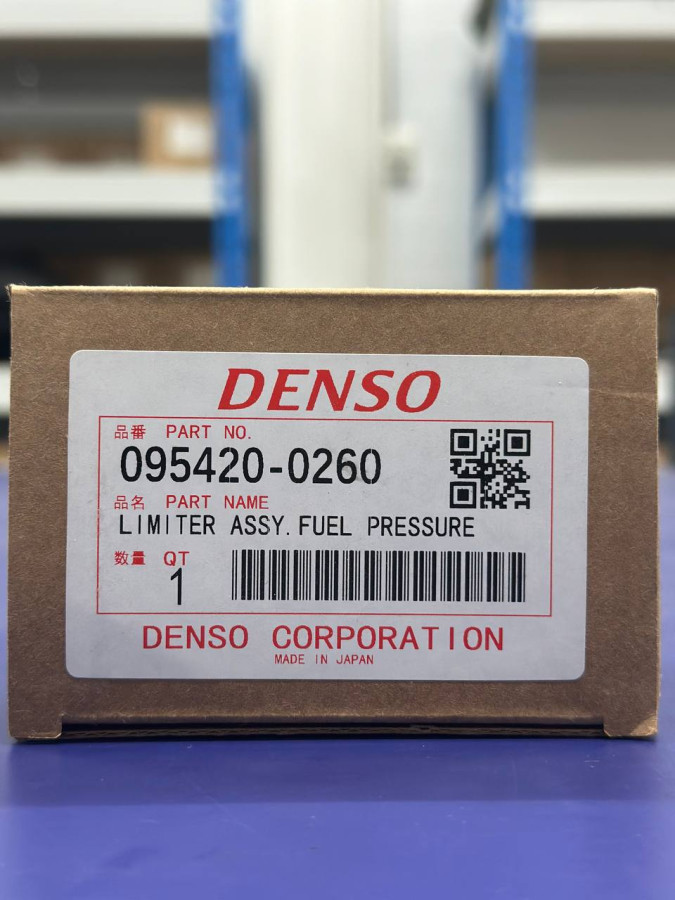 DENSO
品番 PART NO.
095420-0260
品名 PART NAME
LIMITER ASSY.FUEL PRESSURE
数量 QT
1
DENSO CORPORATION
MADE IN JAPAN